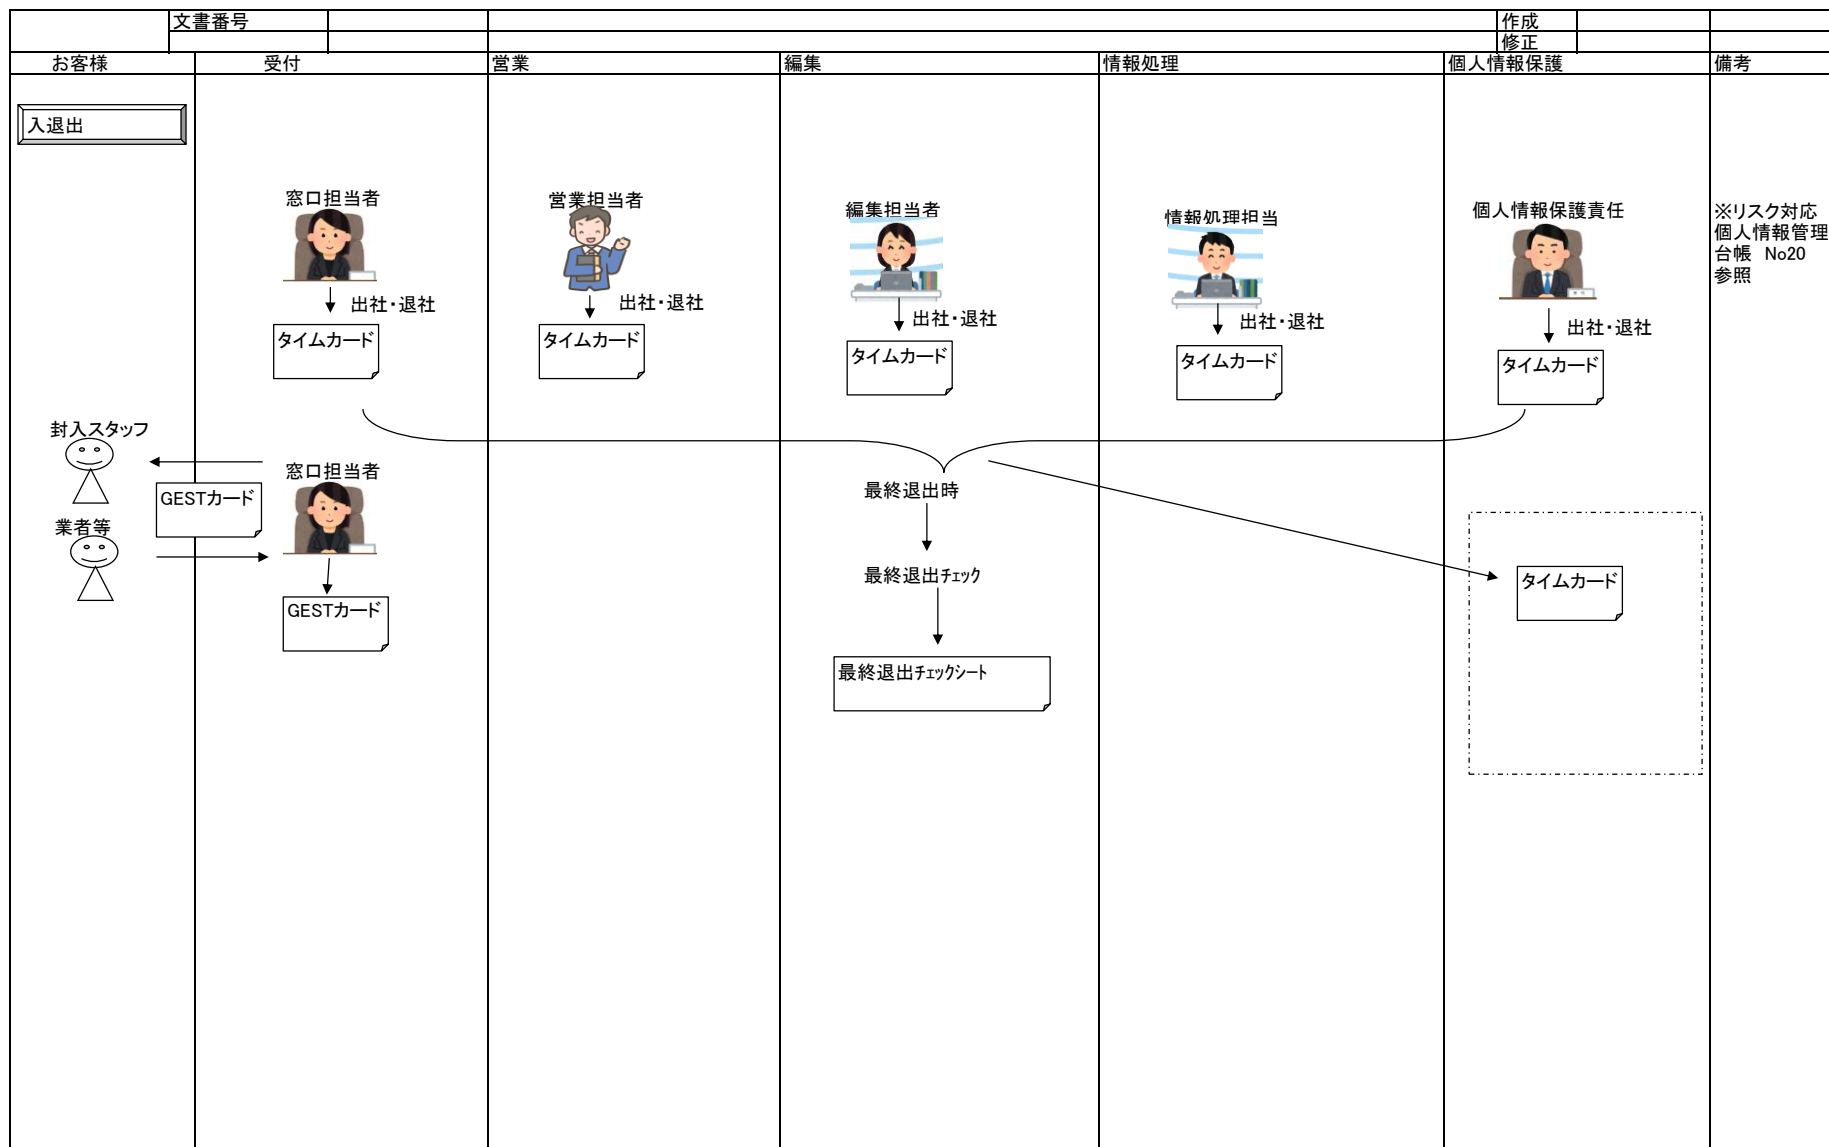 文書番号
作成
修正
お客様
受付
営業
編集
情報処理
個人情報保護
備考
入退出
窓口担当者
営業担当者
編集担当者
情報処理担当
個人情報保護責任
※リスク対応
個人情報管理
台帳 No20
参照
出社・退社
出社・退社
出社・退社
出社・退社
出社・退社
タイムカード
タイムカード
タイムカード
タイムカード
タイムカード
封入スタッフ
窓口担当者
GESTカード
業者等
最終退出時
最終退出ﾁｪｯｸ
タイムカード
GESTカード
最終退出ﾁｪｯｸｼｰﾄ